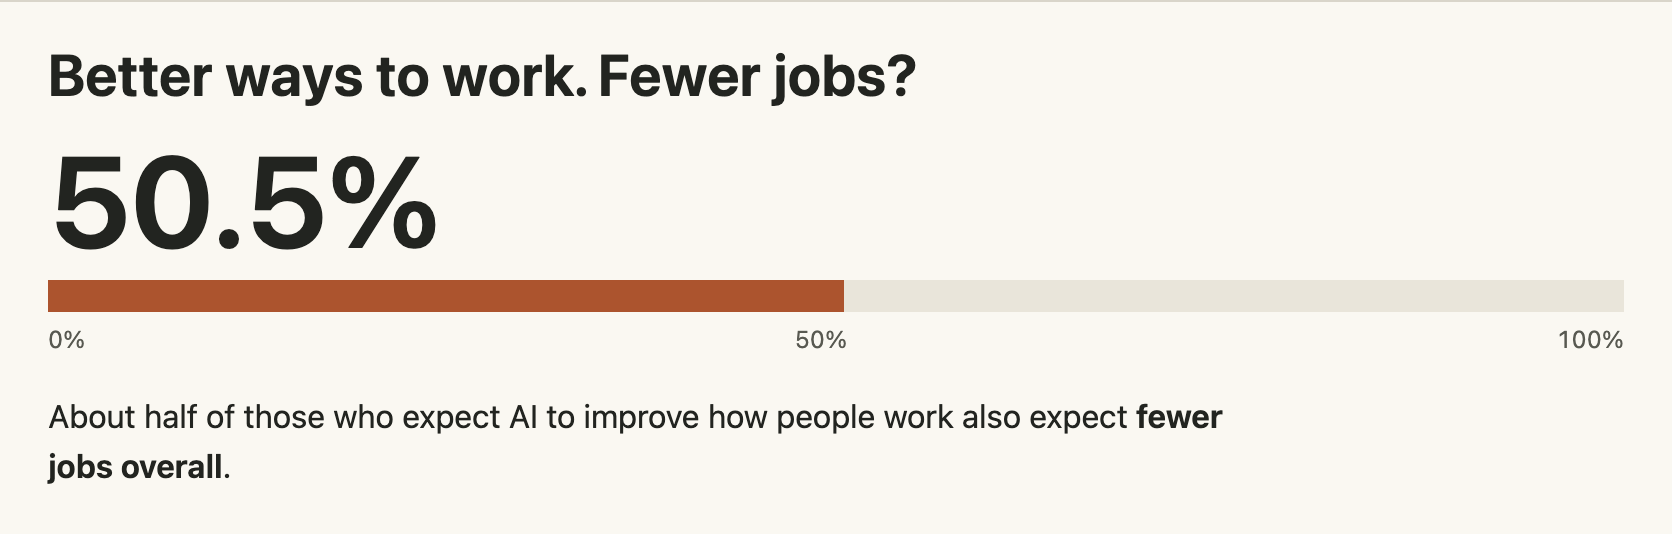 Better ways to work. Fewer jobs?
50.5%
0% 50% 100%
About half of those who expect AI to improve how people work also expect fewer
jobs overall.